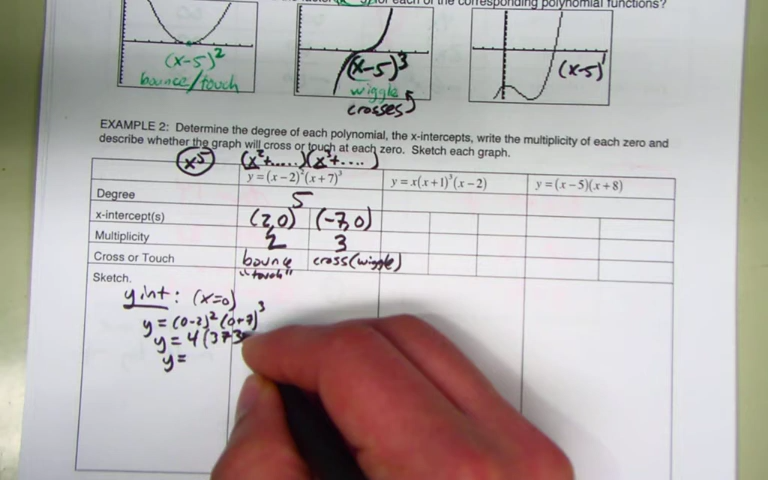 for each of the corresponding polynomial functions?
(x-5)²
bounce/touch
(x-5)³
wiggle
crosses
(x-5)¹
EXAMPLE 2: Determine the degree of each polynomial, the x-intercepts, write the multiplicity of each zero and
describe whether the graph will cross or touch at each zero. Sketch each graph.
x⁵ (x²+.....)(x³+....)
y = (x − 2)²(x + 7)³ y = x(x + 1)³(x − 2) y = (x − 5)(x + 8)
Degree 5
x-intercept(s) (2,0) (-7,0)
Multiplicity 2 3
Cross or Touch bounce cross(wiggle)
"touch"
Sketch.
y int: (x=0)
y = (0-2)²(0+7)³
y = 4(373
y =